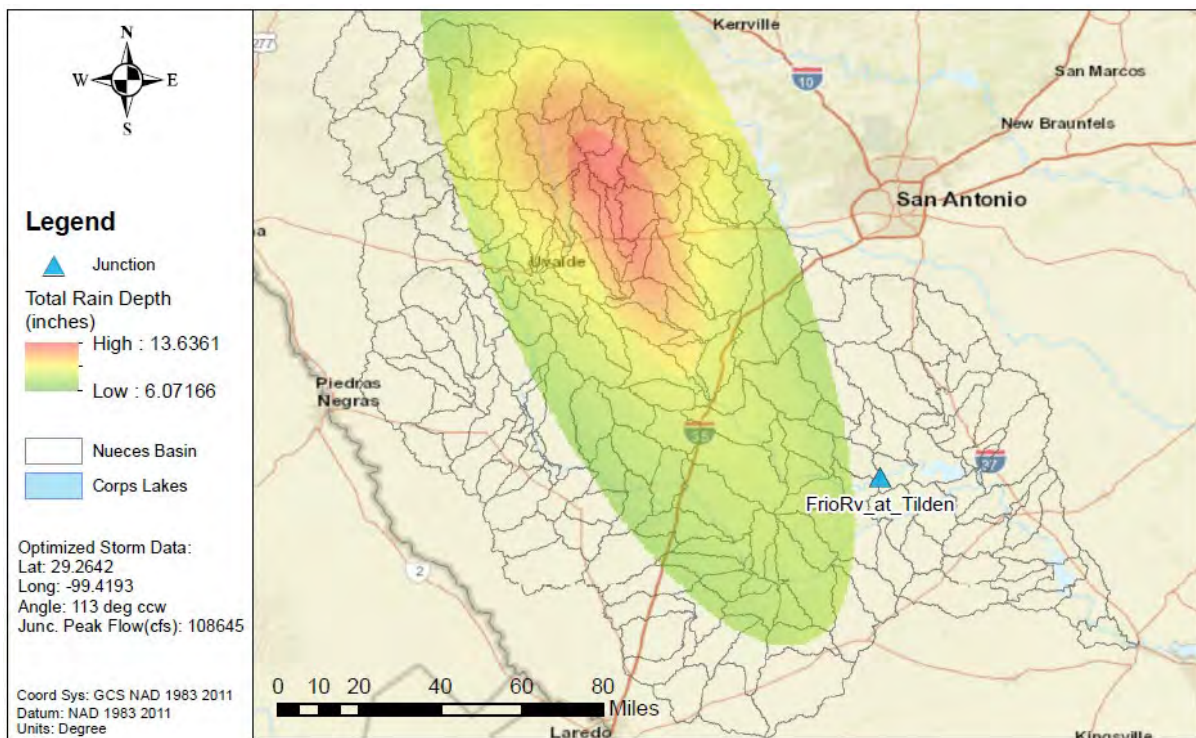 N
W
E
S
Legend
Junction
Total Rain Depth
(inches)
High : 13.6361
Low : 6.07166
Nueces Basin
Corps Lakes
Optimized Storm Data:
Lat: 29.2642
Long: -99.4193
Angle: 113 deg ccw
Junc. Peak Flow(cfs): 108645
Coord Sys: GCS NAD 1983 2011
Datum: NAD 1983 2011
Units: Degree
277
Kerrville
10
San Marcos
New Braunfels
San Antonio
na
Uvalde
Piedras
Negras
35
37
FrioRv_at_Tilden
2
0 10 20 40 60 80
Miles
Laredo
Kingsville